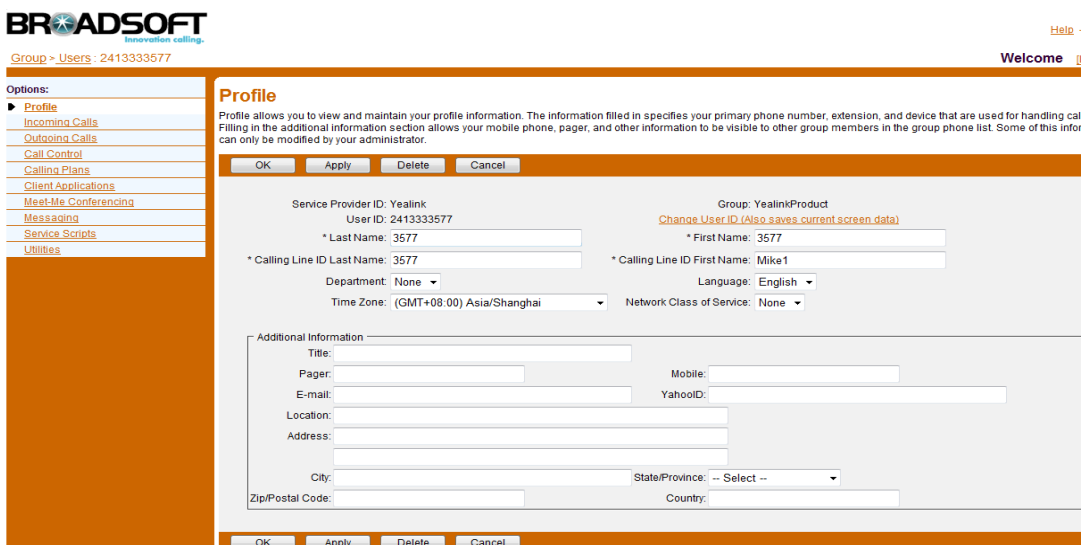 BROADSOFT
Innovation calling.
Help -
Group > Users : 2413333577
Welcome
Options:
Profile
Incoming Calls
Outgoing Calls
Call Control
Calling Plans
Client Applications
Meet-Me Conferencing
Messaging
Service Scripts
Utilities
Profile
Profile allows you to view and maintain your profile information. The information filled in specifies your primary phone number, extension, and device that are used for handling cal
Filling in the additional information section allows your mobile phone, pager, and other information to be visible to other group members in the group phone list. Some of this infor
can only be modified by your administrator.
OK Apply Delete Cancel
Service Provider ID: Yealink Group: YealinkProduct
User ID: 2413333577 Change User ID (Also saves current screen data)
* Last Name: 3577 * First Name: 3577
* Calling Line ID Last Name: 3577 * Calling Line ID First Name: Mike1
Department: None Language: English
Time Zone: (GMT+08:00) Asia/Shanghai Network Class of Service: None
Additional Information
Title:
Pager: Mobile:
E-mail: YahooID:
Location:
Address:
City: State/Province: -- Select --
Zip/Postal Code: Country:
OK Apply Delete Cancel